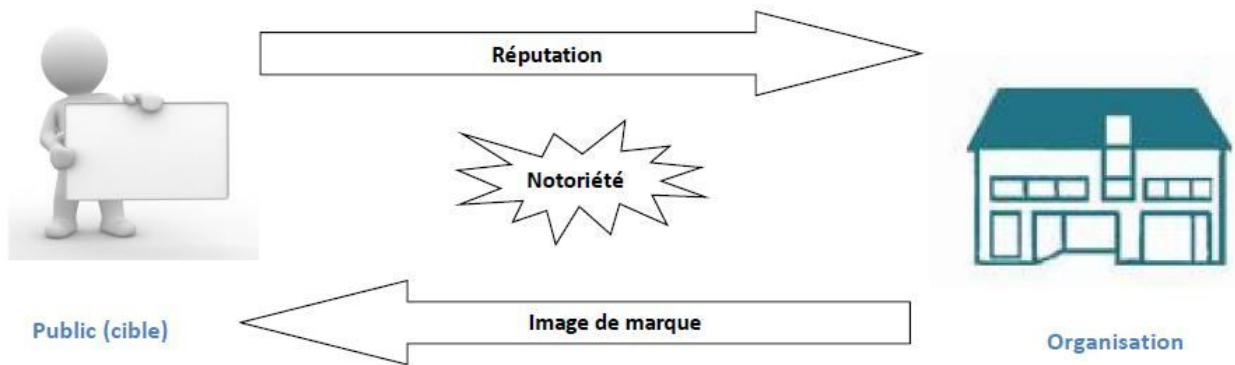 Réputation
Notoriété
Image de marque
Public (cible)
Organisation